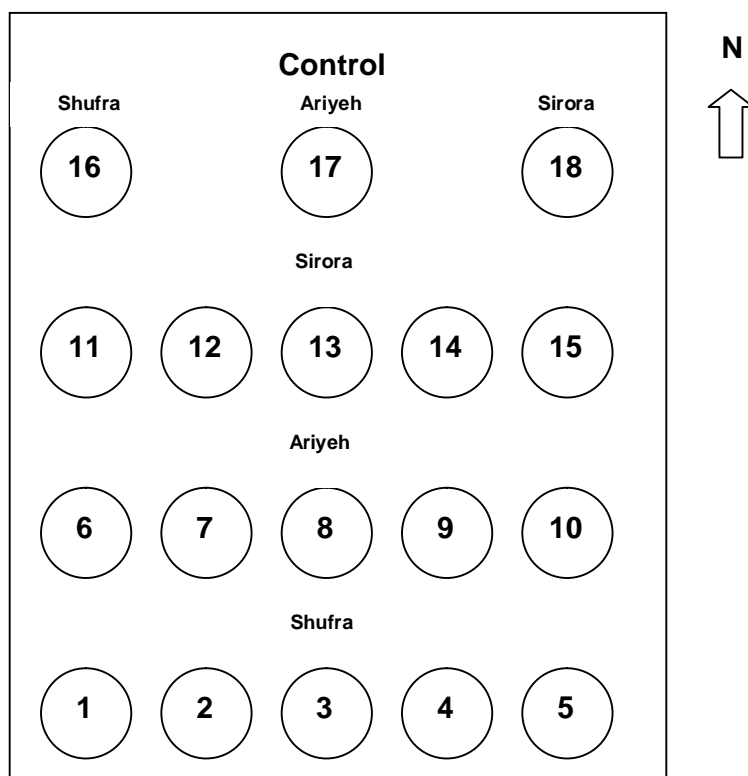 Control
N
Shufra Ariyeh Sirora
16 17 18
Sirora
11 12 13 14 15
Ariyeh
6 7 8 9 10
Shufra
1 2 3 4 5